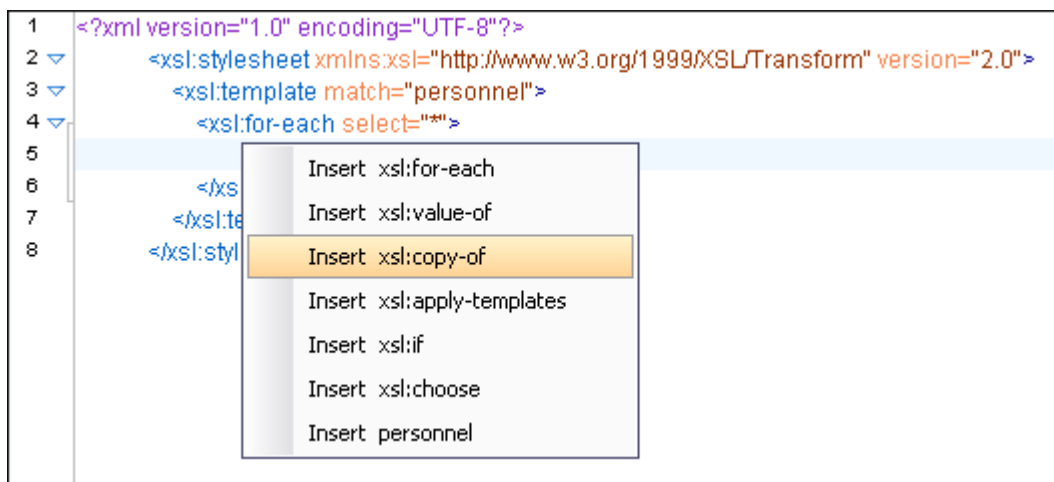 1 <?xml version="1.0" encoding="UTF-8"?>
2 <xsl:stylesheet xmlns:xsl="http://www.w3.org/1999/XSL/Transform" version="2.0">
3 <xsl:template match="personnel">
4 <xsl:for-each select="*">
5
Insert xsl:for-each
6 </xs
Insert xsl:value-of
7 </xsl:te
8 </xsl:styl
Insert xsl:copy-of
Insert xsl:apply-templates
Insert xsl:if
Insert xsl:choose
Insert personnel